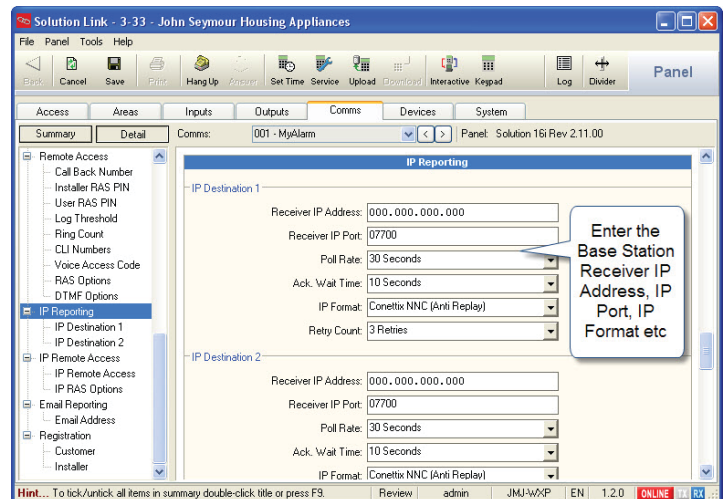 Solution Link - 3-33 - John Seymour Housing Appliances
File Panel Tools Help
Back Cancel Save Print Hang Up Answer Set Time Service Upload Download Interactive Keypad Log Divider Panel
Access Areas Inputs Outputs Comms Devices System
Summary Detail Comms: 001 - MyAlarm < > Panel: Solution 16i Rev 2.11.00
Remote Access
Call Back Number
Installer RAS PIN
User RAS PIN
Log Threshold
Ring Count
CLI Numbers
Voice Access Code
RAS Options
DTMF Options
IP Reporting
IP Destination 1
IP Destination 2
IP Remote Access
IP Remote Access
IP RAS Options
Email Reporting
Email Address
Registration
Customer
Installer
IP Reporting
IP Destination 1
Receiver IP Address: 000.000.000.000
Receiver IP Port: 07700
Poll Rate: 30 Seconds
Ack. Wait Time: 10 Seconds
IP Format: Conettix NNC (Anti Replay)
Retry Count: 3 Retries
Enter the
Base Station
Receiver IP
Address, IP
Port, IP
Format etc
IP Destination 2
Receiver IP Address: 000.000.000.000
Receiver IP Port: 07700
Poll Rate: 30 Seconds
Ack. Wait Time: 10 Seconds
IP Format: Conettix NNC (Anti Replay)
Hint... To tick/untick all items in summary double-click title or press F9. Review admin JMJ-WXP EN 1.2.0 ONLINE TX RX